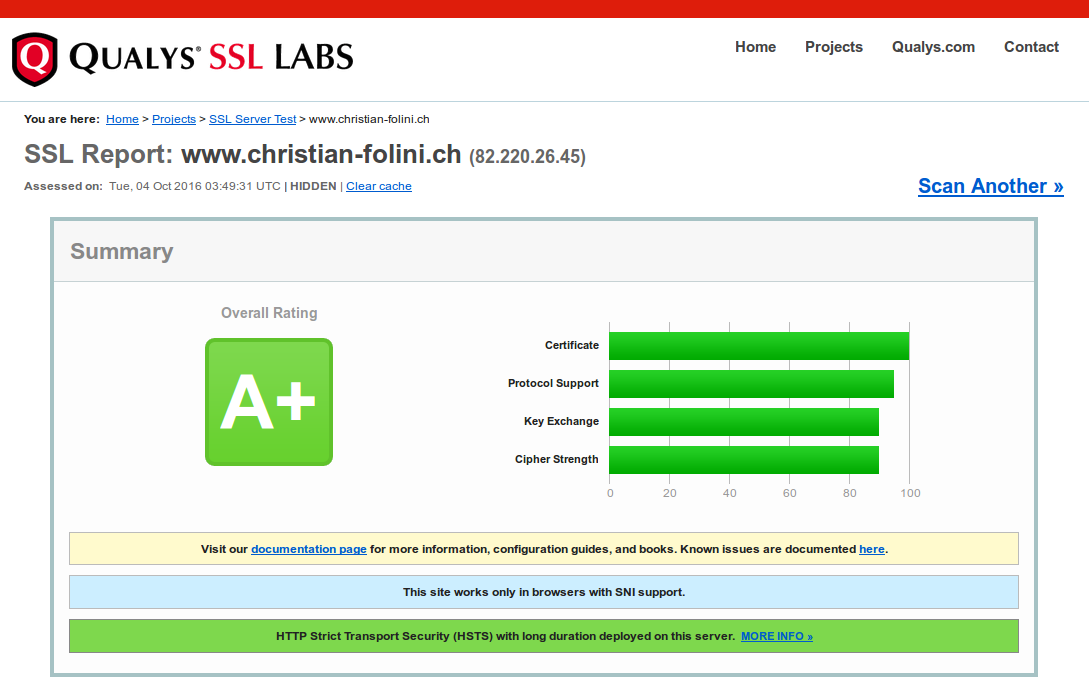 QUALYS® SSL LABS
Home Projects Qualys.com Contact
You are here: Home > Projects > SSL Server Test > www.christian-folini.ch
SSL Report: www.christian-folini.ch (82.220.26.45)
Assessed on: Tue, 04 Oct 2016 03:49:31 UTC | HIDDEN | Clear cache
Scan Another »
Summary
Overall Rating
A+
Certificate
Protocol Support
Key Exchange
Cipher Strength
0 20 40 60 80 100
Visit our documentation page for more information, configuration guides, and books. Known issues are documented here.
This site works only in browsers with SNI support.
HTTP Strict Transport Security (HSTS) with long duration deployed on this server. MORE INFO »